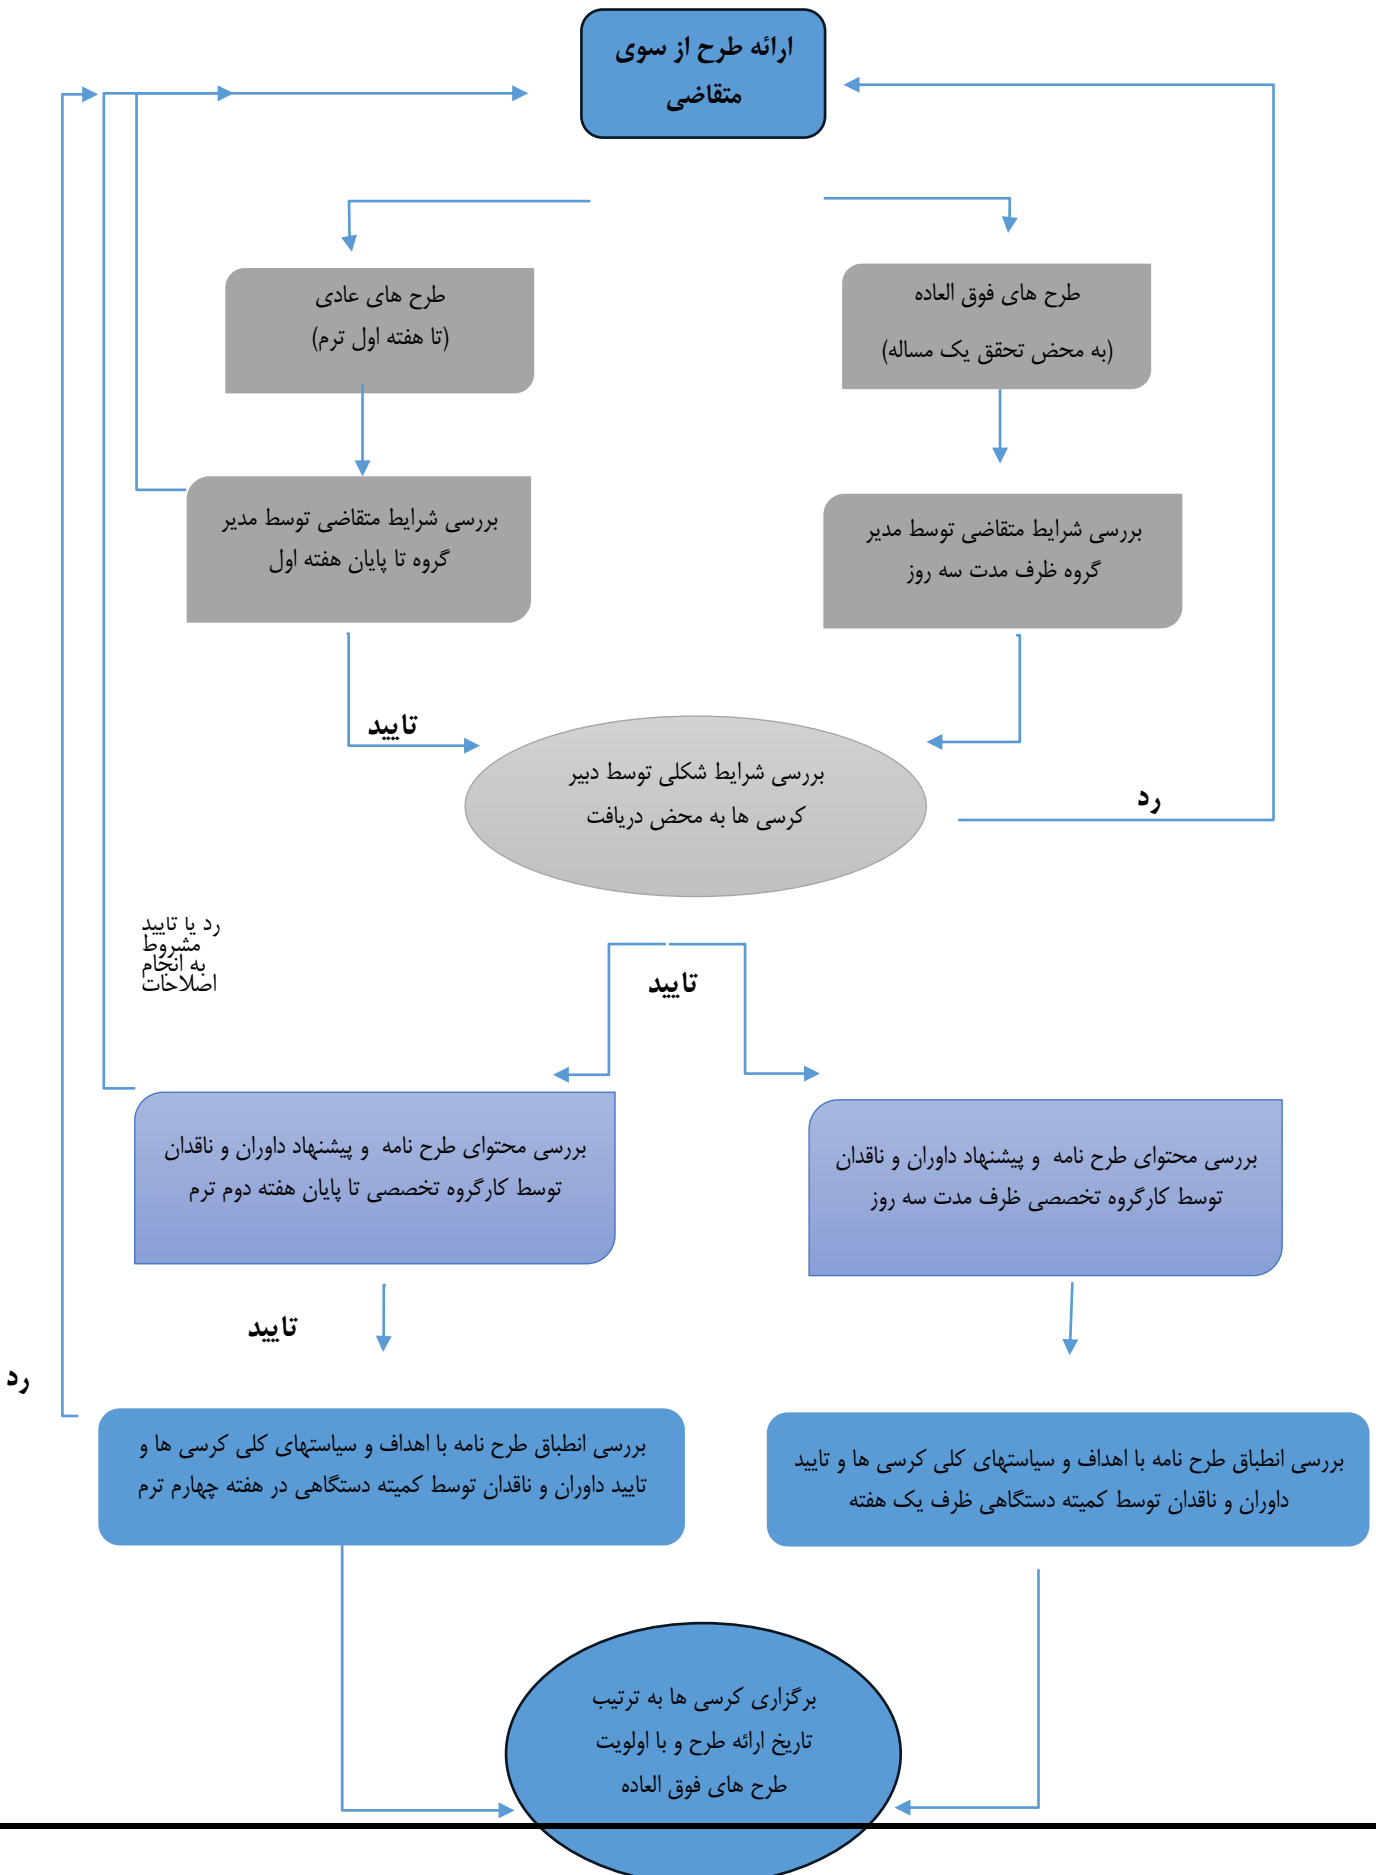 ارائه طرح از سوی
متقاضی
طرح های فوق العاده
(به محض تحقق یک مساله)
طرح های عادی
(تا هفته اول ترم)
بررسی شرایط متقاضی توسط مدیر
گروه ظرف مدت سه روز
بررسی شرایط متقاضی توسط مدیر
گروه تا پایان هفته اول
تایید
بررسی شرایط شکلی توسط دبیر
کرسی ها به محض دریافت
رد
رد یا تایید
مشروط
به انجام
اصلاحات
تایید
بررسی محتوای طرح نامه و پیشنهاد داوران و ناقدان
توسط کارگروه تخصصی ظرف مدت سه روز
بررسی محتوای طرح نامه و پیشنهاد داوران و ناقدان
توسط کارگروه تخصصی تا پایان هفته دوم ترم
تایید
رد
بررسی انطباق طرح نامه با اهداف و سیاستهای کلی کرسی ها و تایید
داوران و ناقدان توسط کمیته دستگاهی ظرف یک هفته
بررسی انطباق طرح نامه با اهداف و سیاستهای کلی کرسی ها و
تایید داوران و ناقدان توسط کمیته دستگاهی در هفته چهارم ترم
برگزاری کرسی ها به ترتیب
تاریخ ارائه طرح و با اولویت
طرح های فوق العاده